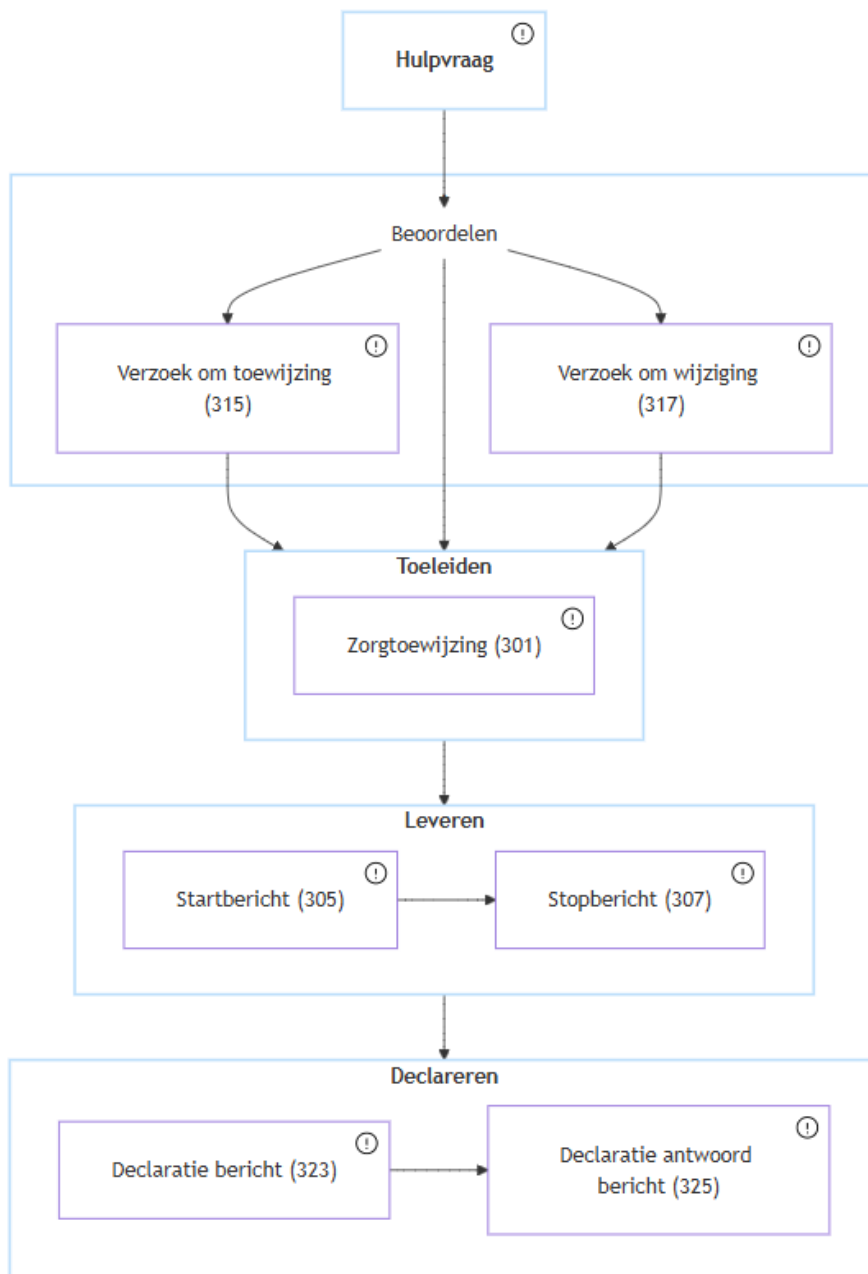 Hulpvraag
Beoordelen
Verzoek om toewijzing
(315)
Verzoek om wijziging
(317)
Toeleiden
Zorgtoewijzing (301)
Leveren
Startbericht (305)
Stopbericht (307)
Declareren
Declaratie bericht (323)
Declaratie antwoord
bericht (325)